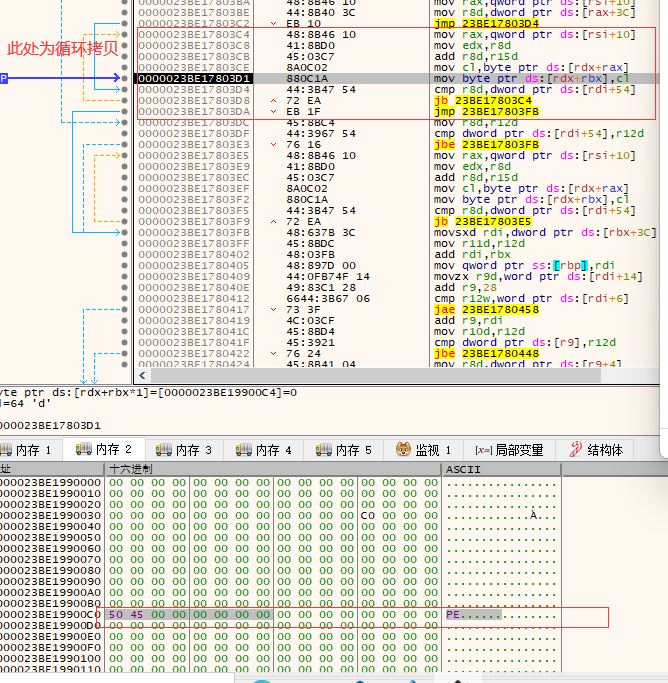 0000023BE17803BA 48:8B46 10 mov rax,qword ptr ds:[rsi+10]
0000023BE17803BE 44:8B40 3C mov r8d,dword ptr ds:[rax+3C]
0000023BE17803C2 EB 10 jmp 23BE17803D4
0000023BE17803C4 48:8B46 10 mov rax,qword ptr ds:[rsi+10]
0000023BE17803C8 41:8BD0 mov edx,r8d
此处为循环拷贝
0000023BE17803CB 45:03C7 add r8d,r15d
0000023BE17803CE 8A0C02 mov cl,byte ptr ds:[rdx+rax]
P 0000023BE17803D1 880C1A mov byte ptr ds:[rdx+rbx],cl
0000023BE17803D4 44:3B47 54 cmp r8d,dword ptr ds:[rdi+54]
0000023BE17803D8 72 EA jb 23BE17803C4
0000023BE17803DA EB 1F jmp 23BE17803FB
0000023BE17803DC 45:8BC4 mov r8d,r12d
0000023BE17803DF 44:3967 54 cmp dword ptr ds:[rdi+54],r12d
0000023BE17803E3 76 16 jbe 23BE17803FB
0000023BE17803E5 48:8B46 10 mov rax,qword ptr ds:[rsi+10]
0000023BE17803E9 41:8BD0 mov edx,r8d
0000023BE17803EC 45:03C7 add r8d,r15d
0000023BE17803EF 8A0C02 mov cl,byte ptr ds:[rdx+rax]
0000023BE17803F2 880C1A mov byte ptr ds:[rdx+rbx],cl
0000023BE17803F5 44:3B47 54 cmp r8d,dword ptr ds:[rdi+54]
0000023BE17803F9 72 EA jb 23BE17803E5
0000023BE17803FB 48:637B 3C movsxd rdi,dword ptr ds:[rbx+3C]
0000023BE17803FF 45:8BDC mov r11d,r12d
0000023BE1780402 48:03FB add rdi,rbx
0000023BE1780405 48:897D 00 mov qword ptr ss:[rbp],rdi
0000023BE1780409 44:0FB74F 14 movzx r9d,word ptr ds:[rdi+14]
0000023BE178040E 49:83C1 28 add r9,28
0000023BE1780412 6644:3B67 06 cmp r12w,word ptr ds:[rdi+6]
0000023BE1780417 73 3F jae 23BE1780458
0000023BE1780419 4C:03CF add r9,rdi
0000023BE178041C 45:8BD4 mov r10d,r12d
0000023BE178041F 45:3921 cmp dword ptr ds:[r9],r12d
0000023BE1780422 76 24 jbe 23BE1780448
0000023BE1780424 45:8B41 04 mov r8d,dword ptr ds:[r9+4]
yte ptr ds:[rdx+rbx*1]=[0000023BE19900C4]=0
l=64 'd'
0000023BE17803D1
内存 1 内存 2 内存 3 内存 4 内存 5 监视 1 [x=] 局部变量 结构体
址 十六进制 ASCII
0000023BE1990000 00 00 00 00 00 00 00 00 00 00 00 00 00 00 00 00 ................
0000023BE1990010 00 00 00 00 00 00 00 00 00 00 00 00 00 00 00 00 ................
0000023BE1990020 00 00 00 00 00 00 00 00 00 00 00 00 00 00 00 00 ................
0000023BE1990030 00 00 00 00 00 00 00 00 00 00 00 00 C0 00 00 00 ............À...
0000023BE1990040 00 00 00 00 00 00 00 00 00 00 00 00 00 00 00 00 ................
0000023BE1990050 00 00 00 00 00 00 00 00 00 00 00 00 00 00 00 00 ................
0000023BE1990060 00 00 00 00 00 00 00 00 00 00 00 00 00 00 00 00 ................
0000023BE1990070 00 00 00 00 00 00 00 00 00 00 00 00 00 00 00 00 ................
0000023BE1990080 00 00 00 00 00 00 00 00 00 00 00 00 00 00 00 00 ................
0000023BE1990090 00 00 00 00 00 00 00 00 00 00 00 00 00 00 00 00 ................
0000023BE19900A0 00 00 00 00 00 00 00 00 00 00 00 00 00 00 00 00 ................
0000023BE19900B0 00 00 00 00 00 00 00 00 00 00 00 00 00 00 00 00 ................
0000023BE19900C0 50 45 00 00 00 00 00 00 00 00 00 00 00 00 00 00 PE..............
0000023BE19900D0 00 00 00 00 00 00 00 00 00 00 00 00 00 00 00 00 ................
0000023BE19900E0 00 00 00 00 00 00 00 00 00 00 00 00 00 00 00 00 ................
0000023BE19900F0 00 00 00 00 00 00 00 00 00 00 00 00 00 00 00 00 ................
0000023BE1990100 00 00 00 00 00 00 00 00 00 00 00 00 00 00 00 00 ................
0000023BE1990110 00 00 00 00 00 00 00 00 00 00 00 00 00 00 00 00 ................